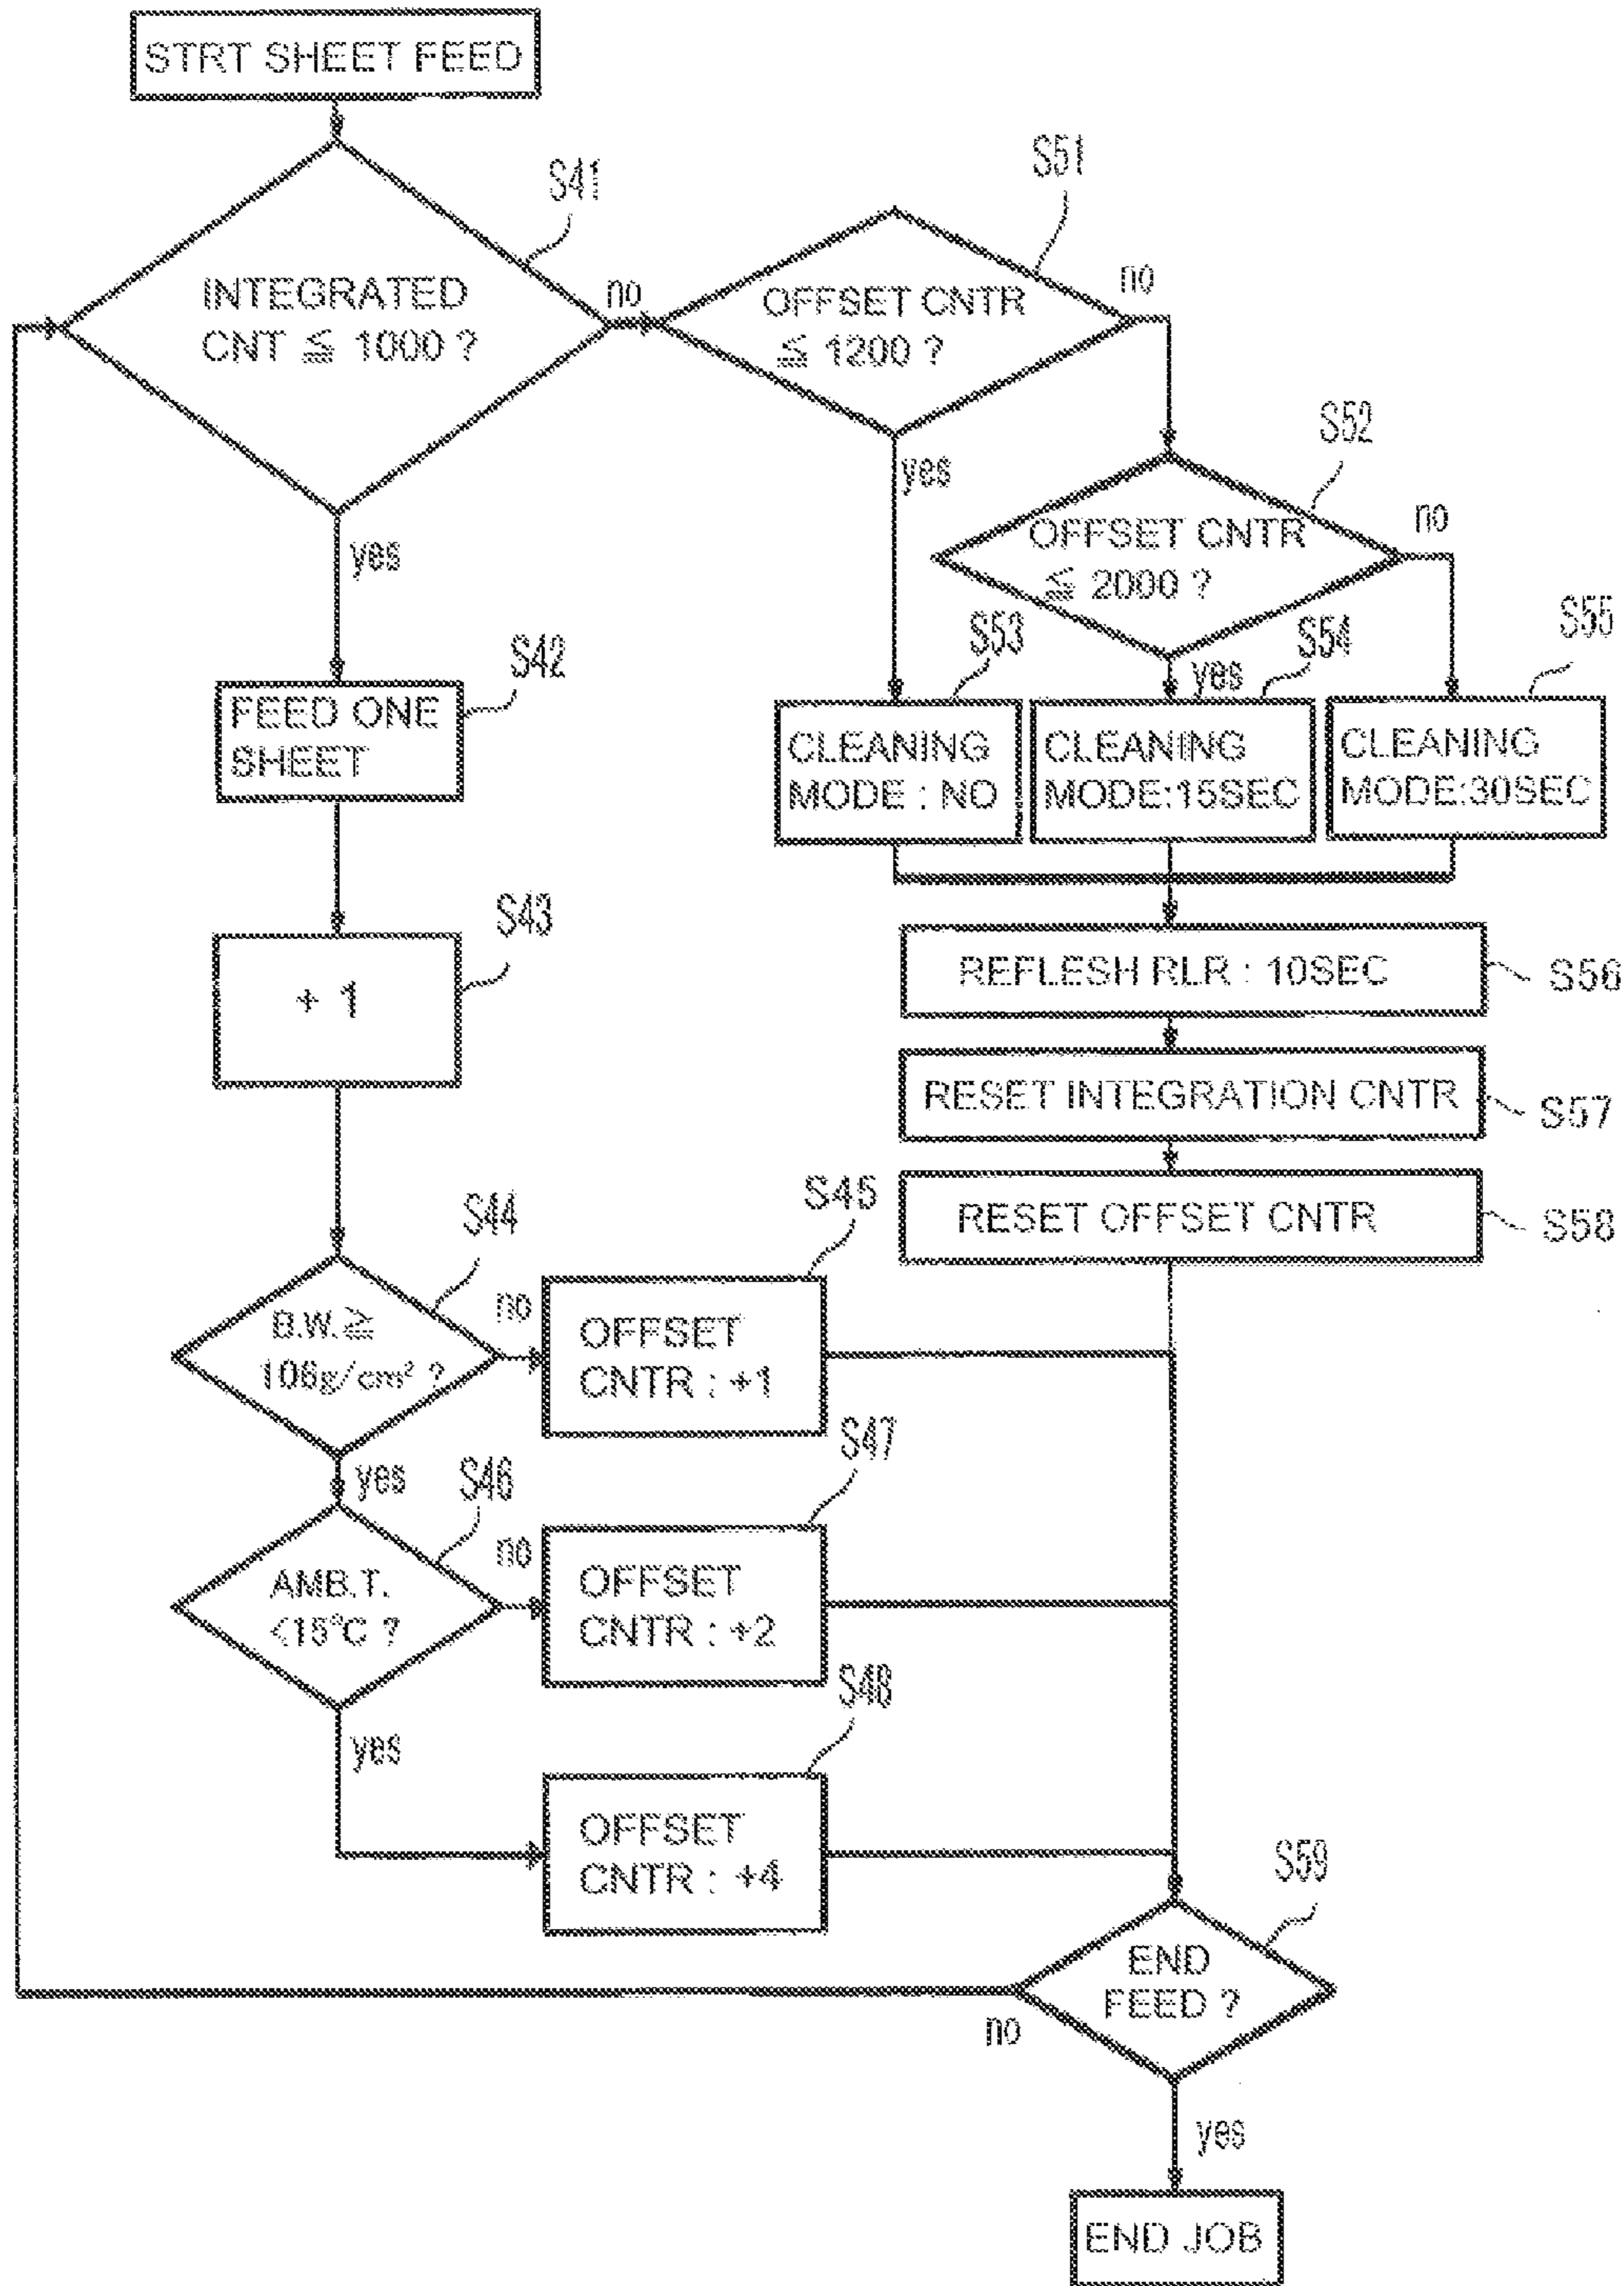 STRT SHEET FEED
S41
INTEGRATED
CNT ≦ 1000 ?
no
yes
S51
OFFSET CNTR
≦ 1200 ?
no
yes
S52
OFFSET CNTR
≦ 2000 ?
no
yes
S42
FEED ONE
SHEET
S53
CLEANING
MODE : NO
S54
CLEANING
MODE:15SEC
S55
CLEANING
MODE:30SEC
S43
+ 1
REFLESH RLR : 10SEC
S56
RESET INTEGRATION CNTR
S57
RESET OFFSET CNTR
S58
S44
B.W.≧
106g/cm² ?
no
yes
S45
OFFSET
CNTR : +1
S46
AMB.T.
<15°C ?
no
yes
S47
OFFSET
CNTR : +2
S48
OFFSET
CNTR : +4
S59
END
FEED ?
no
yes
END JOB